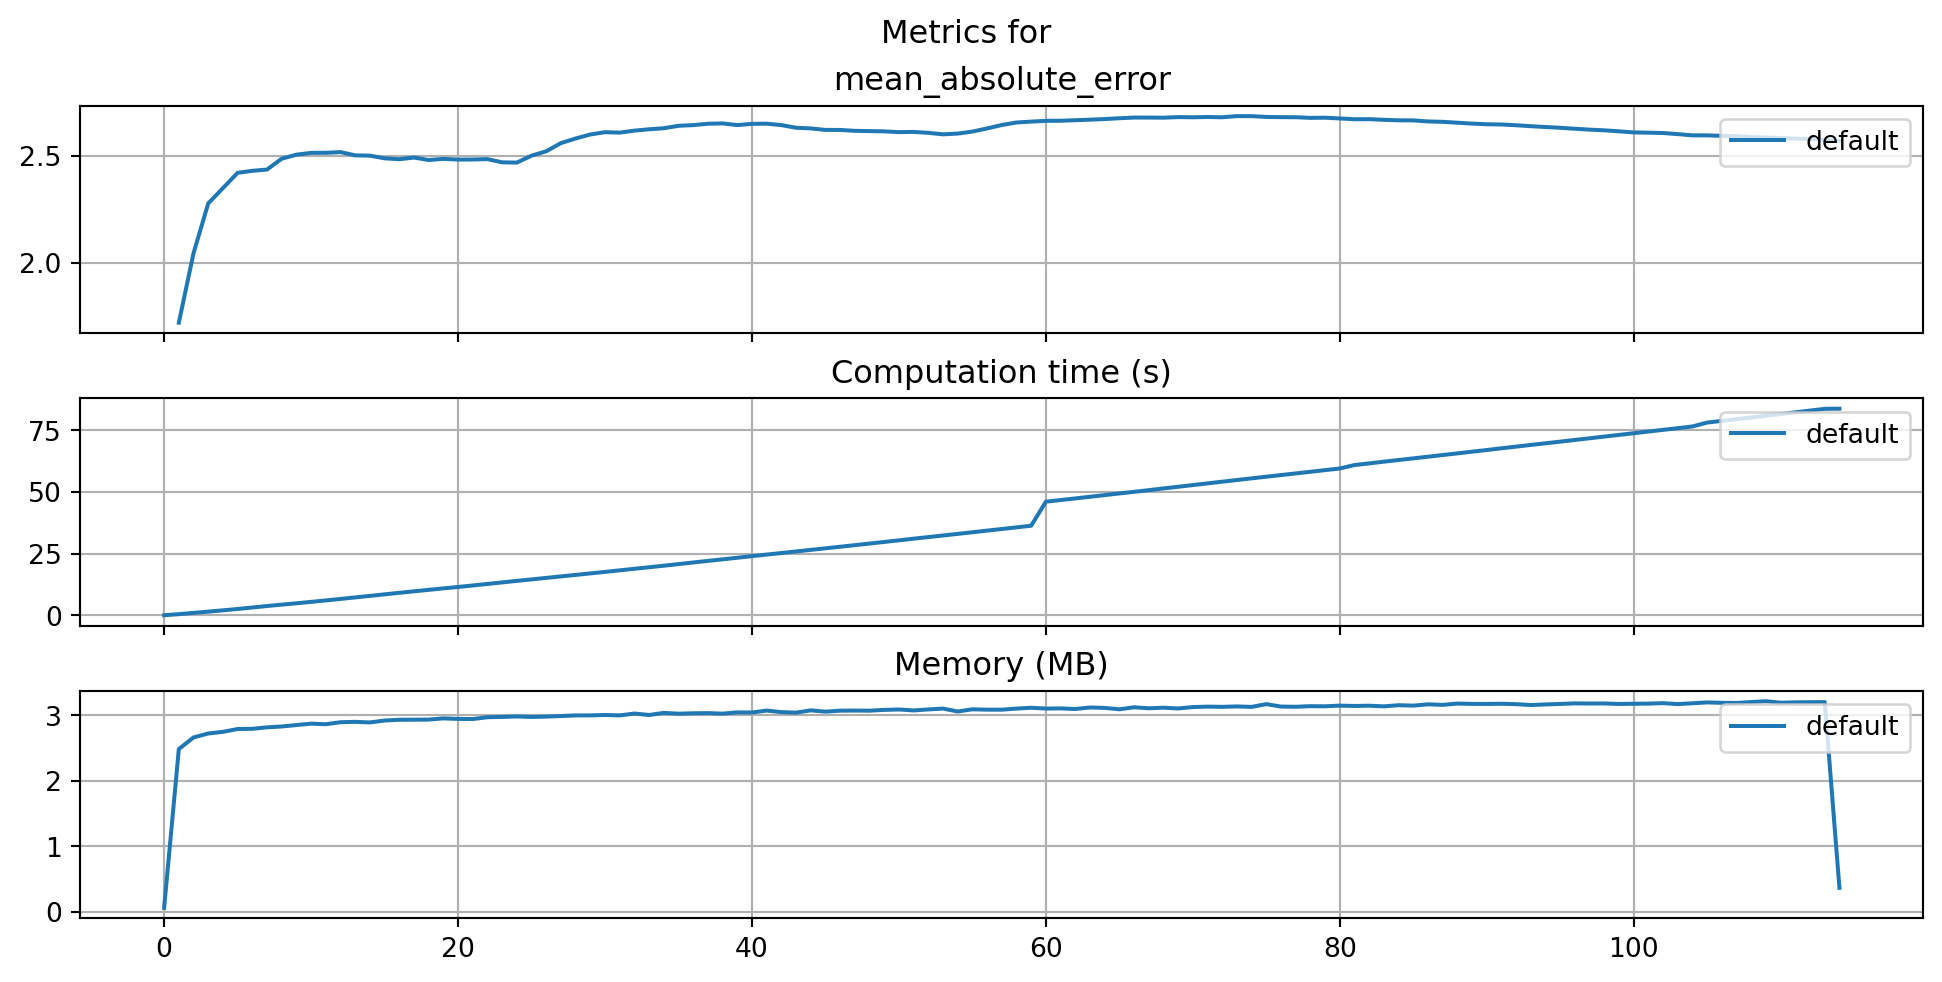 Metrics for
mean_absolute_error
2.5
2.0
default
Computation time (s)
75
50
25
0
default
Memory (MB)
3
2
1
0
default
0 20 40 60 80 100